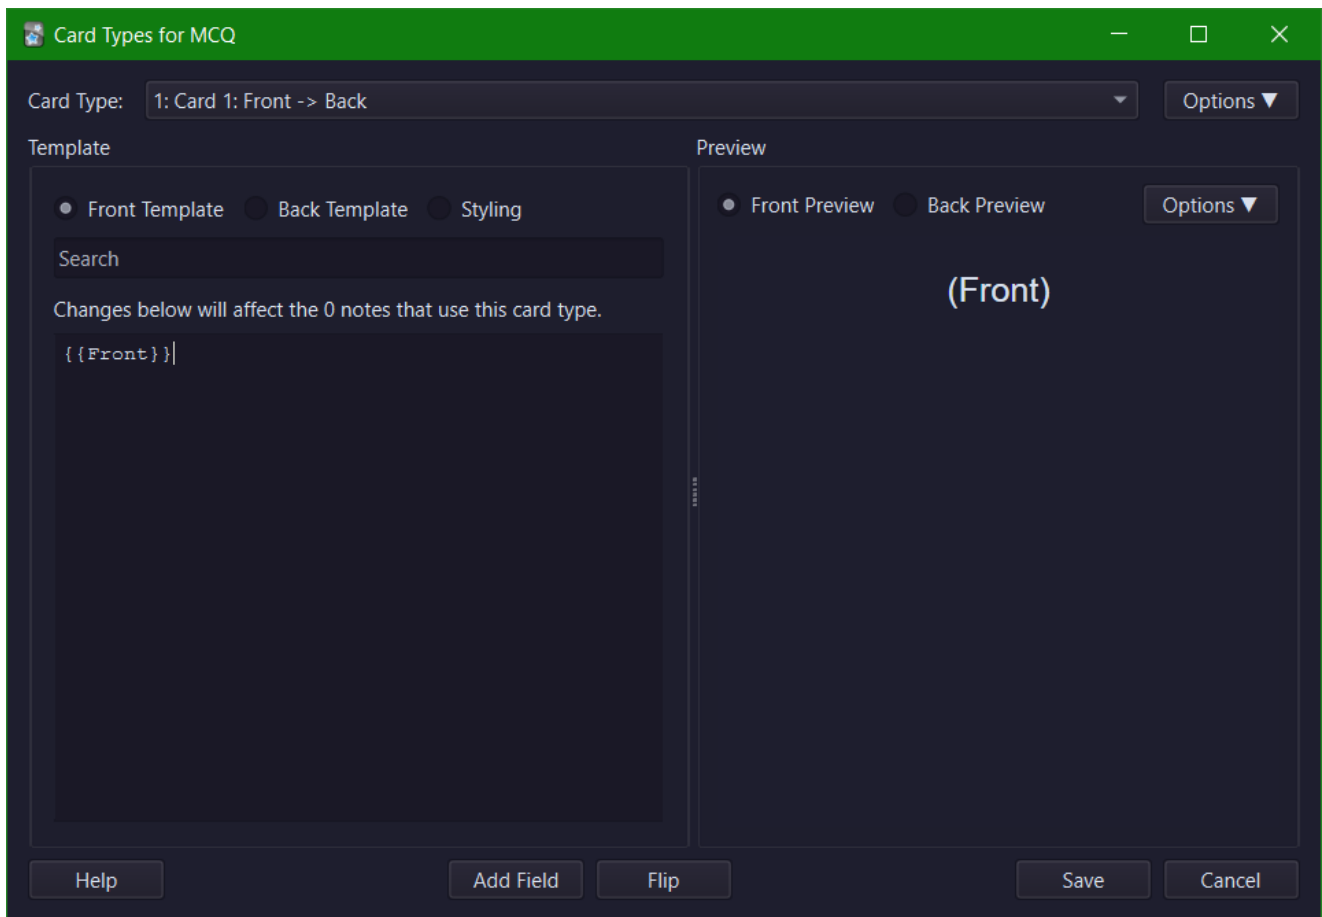 Card Types for MCQ
Card Type: 1: Card 1: Front -> Back Options ▼
Template Preview
Front Template Back Template Styling
Front Preview Back Preview Options ▼
Search
(Front)
Changes below will affect the 0 notes that use this card type.
{{Front}}
Help Add Field Flip Save Cancel